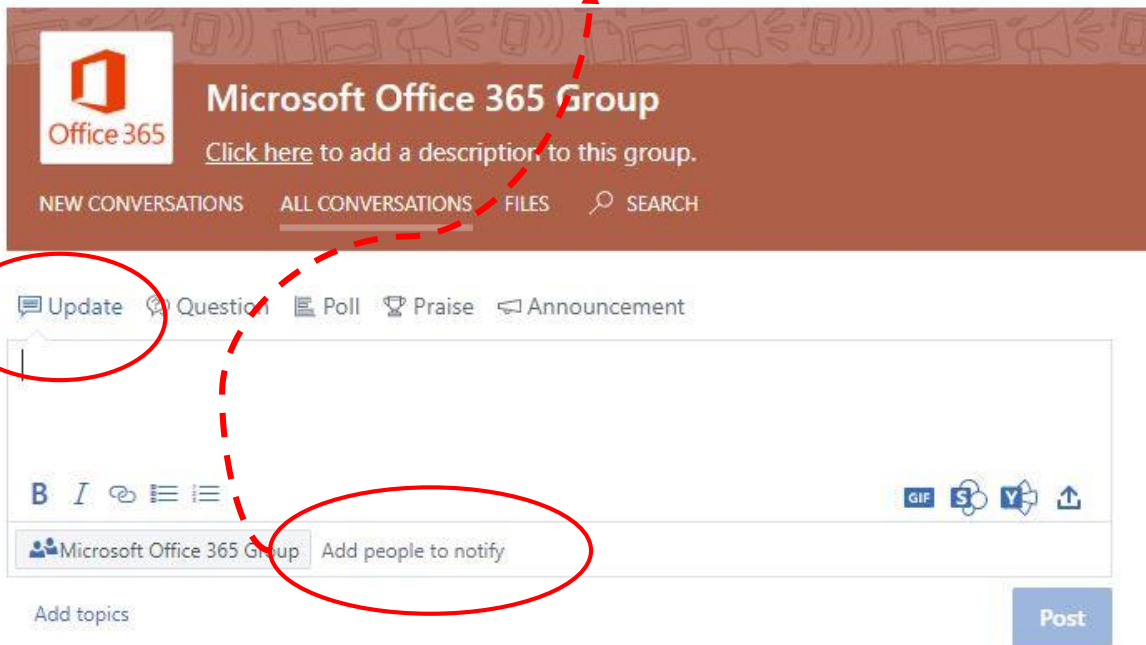 Office 365
Microsoft Office 365 Group
Click here to add a description to this group.
NEW CONVERSATIONS ALL CONVERSATIONS FILES SEARCH
Update Question Poll Praise Announcement
B I GIF S Y
Microsoft Office 365 Group Add people to notify
Add topics Post